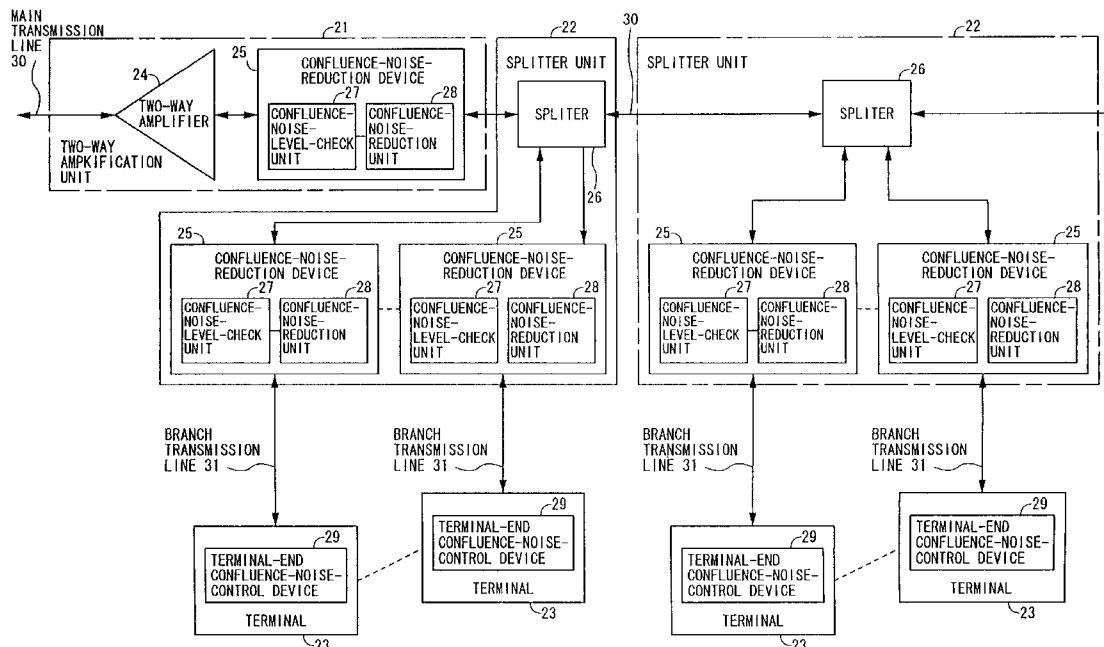 MAIN
TRANSMISSION
LINE
30
21
22
30
22
25
CONFLUENCE-NOISE-
REDUCTION DEVICE
SPLITTER UNIT
SPLITTER UNIT
26
24
TWO-WAY
AMPLIFIER
27
CONFLUENCE-
NOISE-
LEVEL-CHECK
UNIT
28
CONFLUENCE-
NOISE-
REDUCTION
UNIT
SPLITER
SPLITER
TWO-WAY
AMPKIFICATION
UNIT
26
25
CONFLUENCE-NOISE-
REDUCTION DEVICE
27
CONFLUENCE-
NOISE-
LEVEL-CHECK
UNIT
28
CONFLUENCE-
NOISE-
REDUCTION
UNIT
25
CONFLUENCE-NOISE-
REDUCTION DEVICE
27
CONFLUENCE-
NOISE-
LEVEL-CHECK
UNIT
28
CONFLUENCE-
NOISE-
REDUCTION
UNIT
25
CONFLUENCE-NOISE-
REDUCTION DEVICE
27
CONFLUENCE-
NOISE-
LEVEL-CHECK
UNIT
28
CONFLUENCE-
NOISE-
REDUCTION
UNIT
25
CONFLUENCE-NOISE-
REDUCTION DEVICE
27
CONFLUENCE-
NOISE-
LEVEL-CHECK
UNIT
28
CONFLUENCE-
NOISE-
REDUCTION
UNIT
BRANCH
TRANSMISSION
LINE 31
BRANCH
TRANSMISSION
LINE 31
BRANCH
TRANSMISSION
LINE 31
BRANCH
TRANSMISSION
LINE 31
29
TERMINAL-END
CONFLUENCE-NOISE-
CONTROL DEVICE
TERMINAL
23
29
TERMINAL-END
CONFLUENCE-NOISE-
CONTROL DEVICE
TERMINAL
23
29
TERMINAL-END
CONFLUENCE-NOISE-
CONTROL DEVICE
TERMINAL
23
29
TERMINAL-END
CONFLUENCE-NOISE-
CONTROL DEVICE
TERMINAL
23